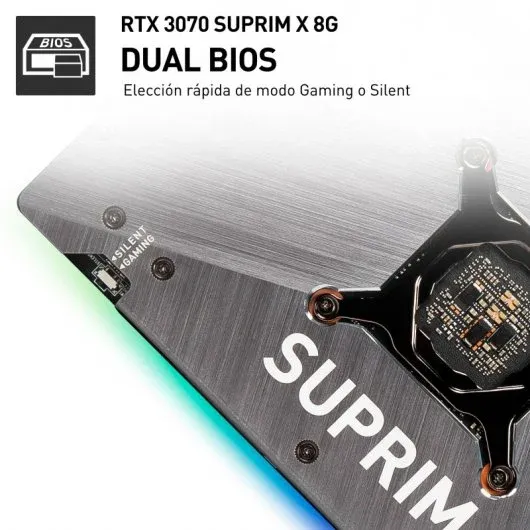 BIOS
RTX 3070 SUPRIM X 8G
DUAL BIOS
Elección rápida de modo Gaming o Silent
◄SILENT
◄GAMING
SUPRIM